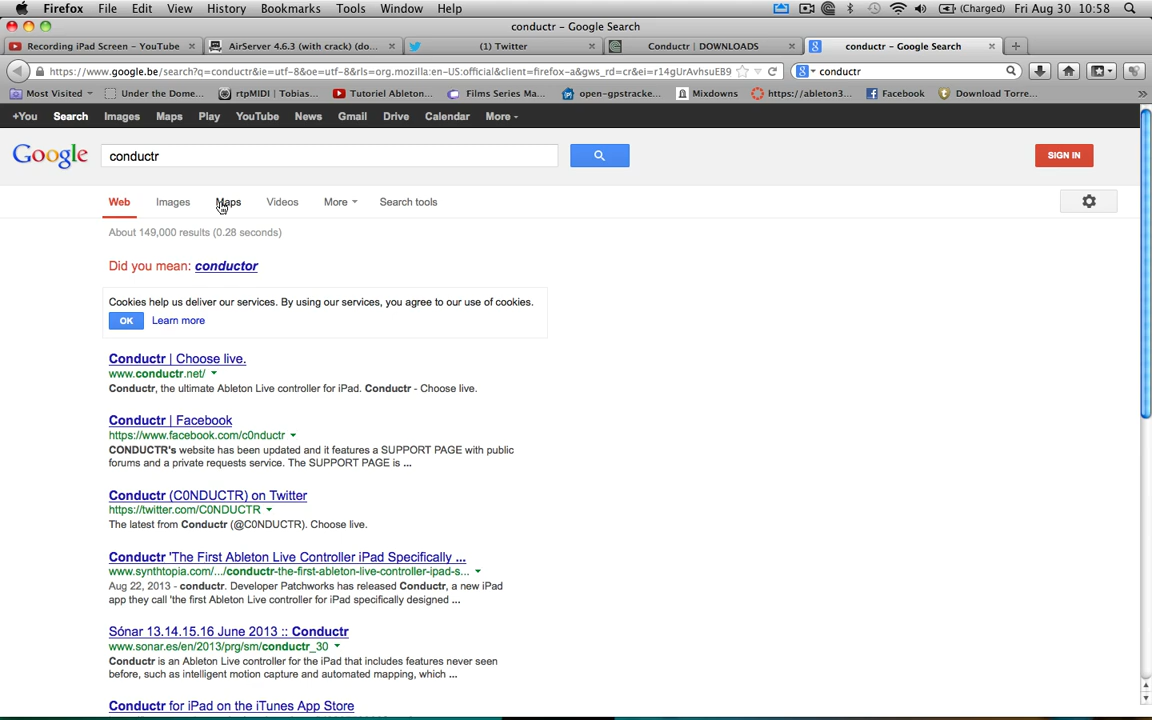 Firefox File Edit View History Bookmarks Tools Window Help (Charged) Fri Aug 30 10:58
conductr – Google Search
Recording iPad Screen – YouTube AirServer 4.6.3 (with crack) (do... (1) Twitter Conductr | DOWNLOADS conductr – Google Search
https://www.google.be/search?q=conductr&ie=utf-8&oe=utf-8&rls=org.mozilla:en-US:official&client=firefox-a&gws_rd=cr&ei=r14gUrAvhsuEB9 conductr
Most Visited Under the Dome... rtpMIDI | Tobias... Tutoriel Ableton... Films Series Ma... open-gpstracke... Mixdowns https://ableton3... Facebook Download Torre... »
+You Search Images Maps Play YouTube News Gmail Drive Calendar More
Google conductr SIGN IN
Web Images Maps Videos More Search tools
About 149,000 results (0.28 seconds)
Did you mean: conductor
Cookies help us deliver our services. By using our services, you agree to our use of cookies.
OK Learn more
Conductr | Choose live.
www.conductr.net/
Conductr, the ultimate Ableton Live controller for iPad. Conductr - Choose live.
Conductr | Facebook
https://www.facebook.com/c0nductr
CONDUCTR's website has been updated and it features a SUPPORT PAGE with public
forums and a private requests service. The SUPPORT PAGE is ...
Conductr (C0NDUCTR) on Twitter
https://twitter.com/C0NDUCTR
The latest from Conductr (@C0NDUCTR). Choose live.
Conductr 'The First Ableton Live Controller iPad Specifically ...
www.synthtopia.com/.../conductr-the-first-ableton-live-controller-ipad-s...
Aug 22, 2013 - conductr. Developer Patchworks has released Conductr, a new iPad
app they call 'the first Ableton Live controller for iPad specifically designed ...
Sónar 13.14.15.16 June 2013 :: Conductr
www.sonar.es/en/2013/prg/sm/conductr_30
Conductr is an Ableton Live controller for the iPad that includes features never seen
before, such as intelligent motion capture and automated mapping, which ...
Conductr for iPad on the iTunes App Store